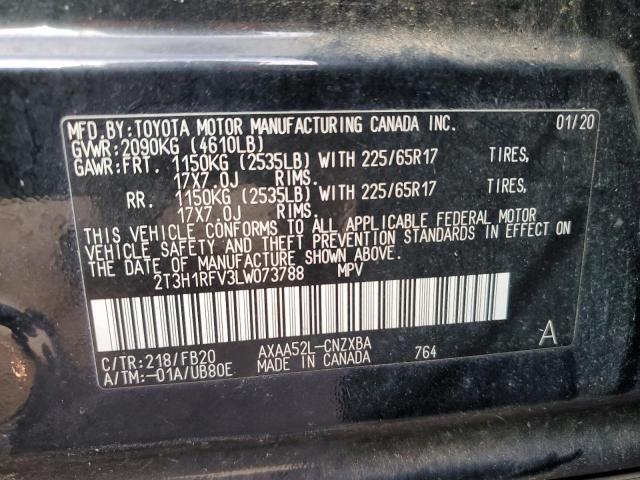 MFD.BY:TOYOTA MOTOR MANUFACTURING CANADA INC. 01/20
GVWR:2090KG (4610LB)
GAWR:FRT. 1150KG (2535LB) WITH 225/65R17 TIRES,
17X7.0J RIMS.
RR. 1150KG (2535LB) WITH 225/65R17 TIRES,
17X7.0J RIMS.
THIS VEHICLE CONFORMS TO ALL APPLICABLE FEDERAL MOTOR
VEHICLE SAFETY AND THEFT PREVENTION STANDARDS IN EFFECT ON
THE DATE OF MANUFACTURE SHOWN ABOVE.
2T3H1RFV3LW073788 MPV
C/TR:218/FB20 AXAA52L-CNZXBA 764 A
A/TM:-01A/UB80E MADE IN CANADA